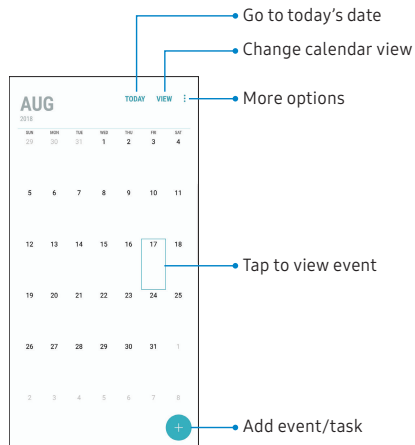 Go to today's date
Change calendar view
AUG
TODAY VIEW
More options
2018
SUN MON TUE WED THU FRI SAT
29 30 31 1 2 3 4
5 6 7 8 9 10 11
12 13 14 15 16 17 18
Tap to view event
19 20 21 22 23 24 25
26 27 28 29 30 31 1
2 3 4 5 6 7 8
+
Add event/task